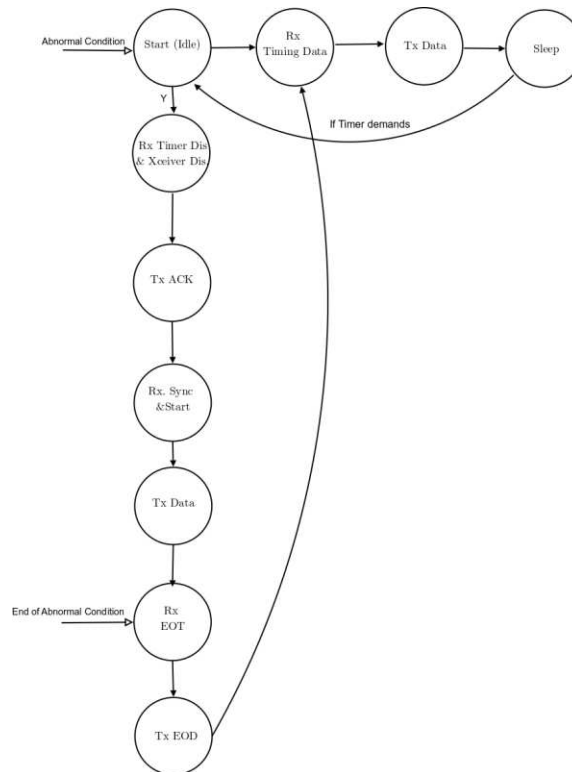 Abnormal Condition
Start (Idle)
Rx
Timing Data
Tx Data
Sleep
Y
If Timer demands
Rx Timer Dis
& Xceiver Dis
Tx ACK
Rx. Sync
&Start
Tx Data
End of Abnormal Condition
Rx
EOT
Tx EOD